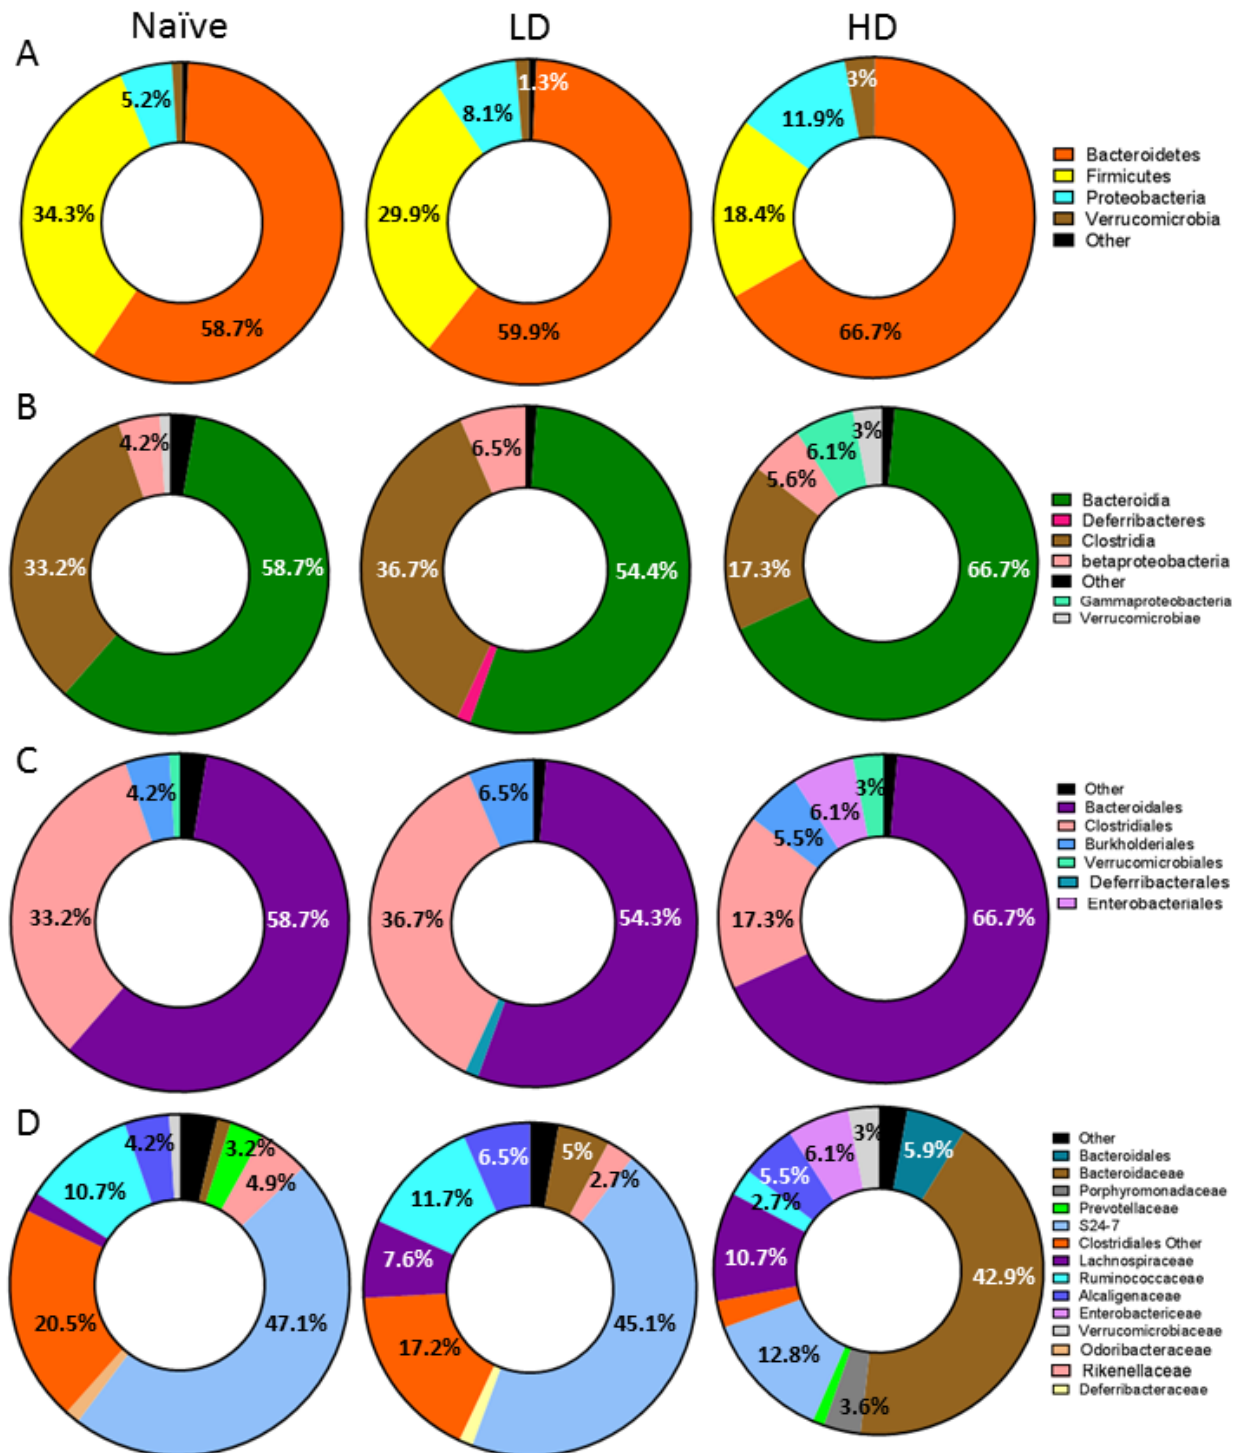 Naïve
LD
HD
A
5.2%
34.3%
58.7%
1.3%
8.1%
29.9%
59.9%
3%
11.9%
18.4%
66.7%
Bacteroidetes
Firmicutes
Proteobacteria
Verrucomicrobia
Other
B
4.2%
33.2%
58.7%
6.5%
36.7%
54.4%
3%
6.1%
5.6%
17.3%
66.7%
Bacteroidia
Deferribacteres
Clostridia
betaproteobacteria
Other
Gammaproteobacteria
Verrucomicrobiae
C
4.2%
33.2%
58.7%
6.5%
36.7%
54.3%
3%
6.1%
5.5%
17.3%
66.7%
Other
Bacteroidales
Clostridiales
Burkholderiales
Verrucomicrobiales
Deferribacterales
Enterobacteriales
D
4.2%
3.2%
4.9%
10.7%
20.5%
47.1%
6.5%
5%
2.7%
11.7%
7.6%
17.2%
45.1%
3%
5.9%
6.1%
5.5%
2.7%
10.7%
42.9%
12.8%
3.6%
Other
Bacteroidales
Bacteroidaceae
Porphyromonadaceae
Prevotellaceae
S24-7
Clostridiales Other
Lachnospiraceae
Ruminococcaceae
Alcaligenaceae
Enterobactericeae
Verrucomicrobiaceae
Odoribacteraceae
Rikenellaceae
Deferribacteraceae